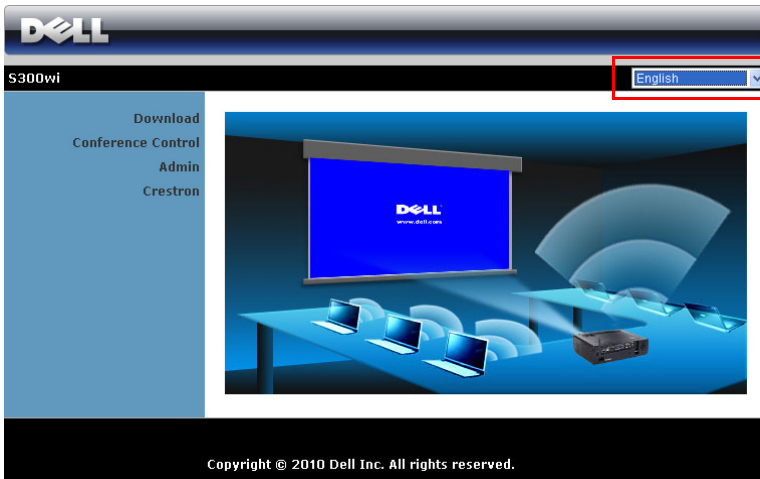 DELL
S300wi
English
Download
Conference Control
Admin
Crestron
DELL
www.dell.com
Copyright © 2010 Dell Inc. All rights reserved.